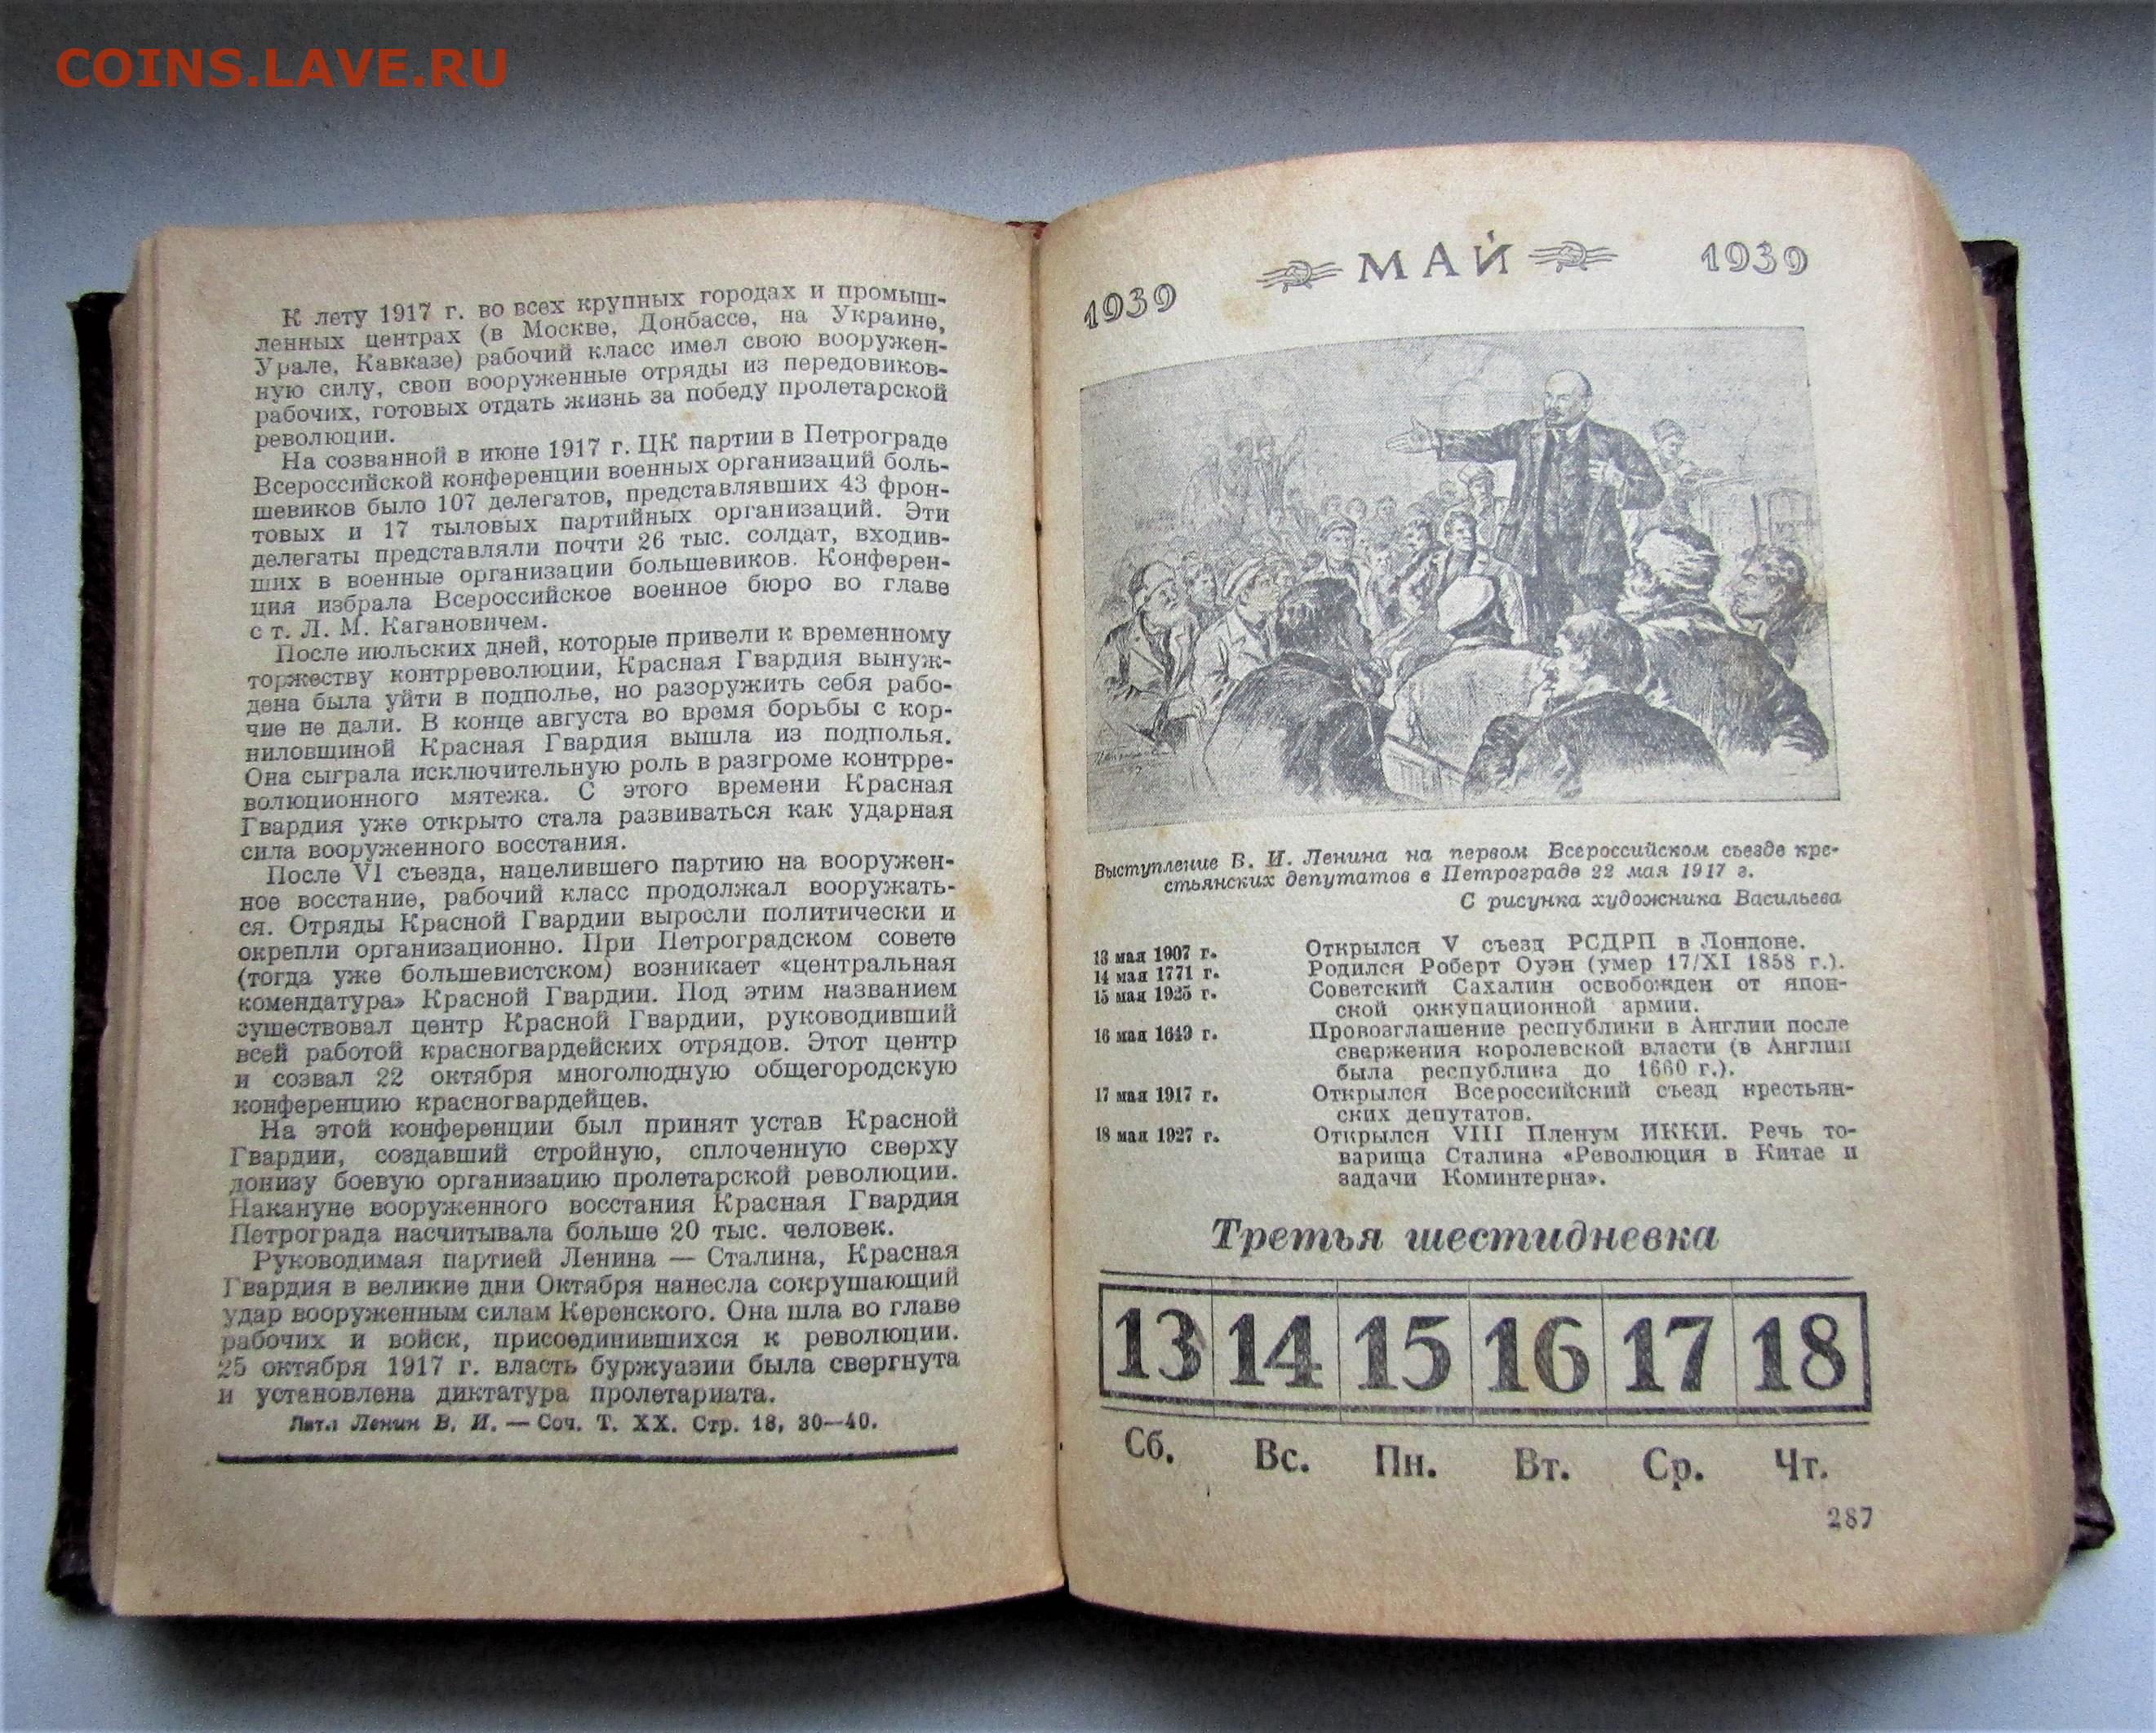 COINS.LAVE.RU
К лету 1917 г. во всех крупных городах и промыш-
ленных центрах (в Москве, Донбассе, на Украине,
Урале, Кавказе) рабочий класс имел свою вооружен-
ную силу, свои вооруженные отряды из передовиков-
рабочих, готовых отдать жизнь за победу пролетарской
революции.
На созванной в июне 1917 г. ЦК партии в Петрограде
Всероссийской конференции военных организаций боль-
шевиков было 107 делегатов, представлявших 43 фрон-
товых и 17 тыловых партийных организаций. Эти
делегаты представляли почти 26 тыс. солдат, входив-
ших в военные организации большевиков. Конферен-
ция избрала Всероссийское военное бюро во главе
с т. Л. М. Кагановичем.
После июльских дней, которые привели к временному
торжеству контрреволюции, Красная Гвардия вынуж-
дена была уйти в подполье, но разоружить себя рабо-
чие не дали. В конце августа во время борьбы с кор-
ниловщиной Красная Гвардия вышла из подполья.
Она сыграла исключительную роль в разгроме контрре-
волюционного мятежа. С этого времени Красная
Гвардия уже открыто стала развиваться как ударная
сила вооруженного восстания.
После VI съезда, нацелившего партию на вооружен-
ное восстание, рабочий класс продолжал вооружать-
ся. Отряды Красной Гвардии выросли политически и
окрепли организационно. При Петроградском совете
(тогда уже большевистском) возникает «центральная
комендатура» Красной Гвардии. Под этим названием
существовал центр Красной Гвардии, руководивший
всей работой красногвардейских отрядов. Этот центр
и созвал 22 октября многолюдную общегородскую
конференцию красногвардейцев.
На этой конференции был принят устав Красной
Гвардии, создавший стройную, сплоченную сверху
донизу боевую организацию пролетарской революции.
Накануне вооруженного восстания Красная Гвардия
Петрограда насчитывала больше 20 тыс. человек.
Руководимая партией Ленина — Сталина, Красная
Гвардия в великие дни Октября нанесла сокрушающий
удар вооруженным силам Керенского. Она шла во главе
рабочих и войск, присоединившихся к революции.
25 октября 1917 г. власть буржуазии была свергнута
и установлена диктатура пролетариата.
Лит.: Ленин В. И. — Соч. Т. XX. Стр. 18, 30—40.
1939 МАЙ 1939
Выступление В. И. Ленина на первом Всероссийском съезде кре-
стьянских депутатов в Петрограде 22 мая 1917 г.
С рисунка художника Васильева
13 мая 1907 г. Открылся V съезд РСДРП в Лондоне.
14 мая 1771 г. Родился Роберт Оуэн (умер 17/XI 1858 г.).
15 мая 1925 г. Советский Сахалин освобожден от япон-
ской оккупационной армии.
16 мая 1649 г. Провозглашение республики в Англии после
свержения королевской власти (в Англии
была республика до 1660 г.).
17 мая 1917 г. Открылся Всероссийский съезд крестьян-
ских депутатов.
18 мая 1927 г. Открылся VIII Пленум ИККИ. Речь то-
варища Сталина «Революция в Китае и
задачи Коминтерна».
Третья шестидневка
13 14 15 16 17 18
Сб. Вс. Пн. Вт. Ср. Чт.
287